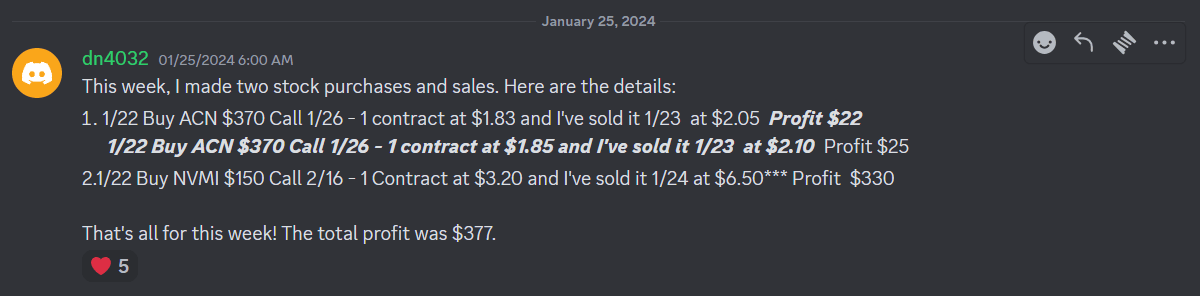 January 25, 2024
dn4032 01/25/2024 6:00 AM
This week, I made two stock purchases and sales. Here are the details:
1. 1/22 Buy ACN $370 Call 1/26 - 1 contract at $1.83 and I've sold it 1/23 at $2.05 Profit $22
1/22 Buy ACN $370 Call 1/26 - 1 contract at $1.85 and I've sold it 1/23 at $2.10 Profit $25
2.1/22 Buy NVMI $150 Call 2/16 - 1 Contract at $3.20 and I've sold it 1/24 at $6.50*** Profit $330
That's all for this week! The total profit was $377.
5